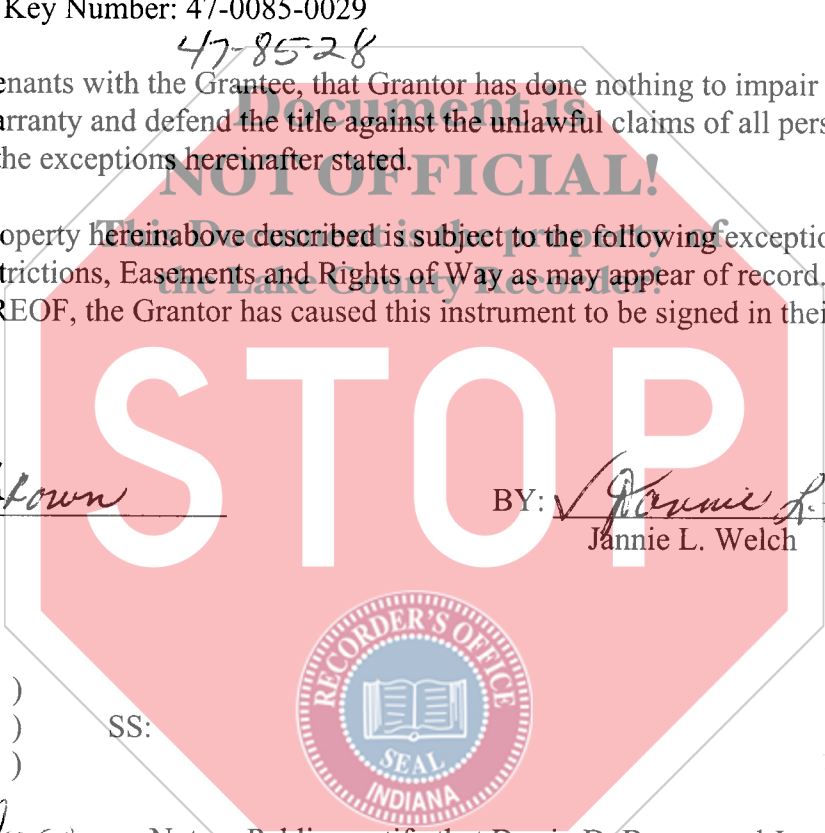 Key Number: 47-0085-0029
47-85-28
enants with the Grantee, that Grantor has done nothing to impair
arranty and defend the title against the unlawful claims of all pers
the exceptions hereinafter stated.
Document is
NOT OFFICIAL!
This Document is the property of
the Lake County Recorder!
operty hereinabove described is subject to the following exceptio
trictions, Easements and Rights of Way as may appear of record.
REOF, the Grantor has caused this instrument to be signed in thei
STOP
Brown
BY: ✓ Jannie L.
Jannie L. Welch
RECORDER'S OFFICE
SEAL
INDIANA
)
) SS:
)